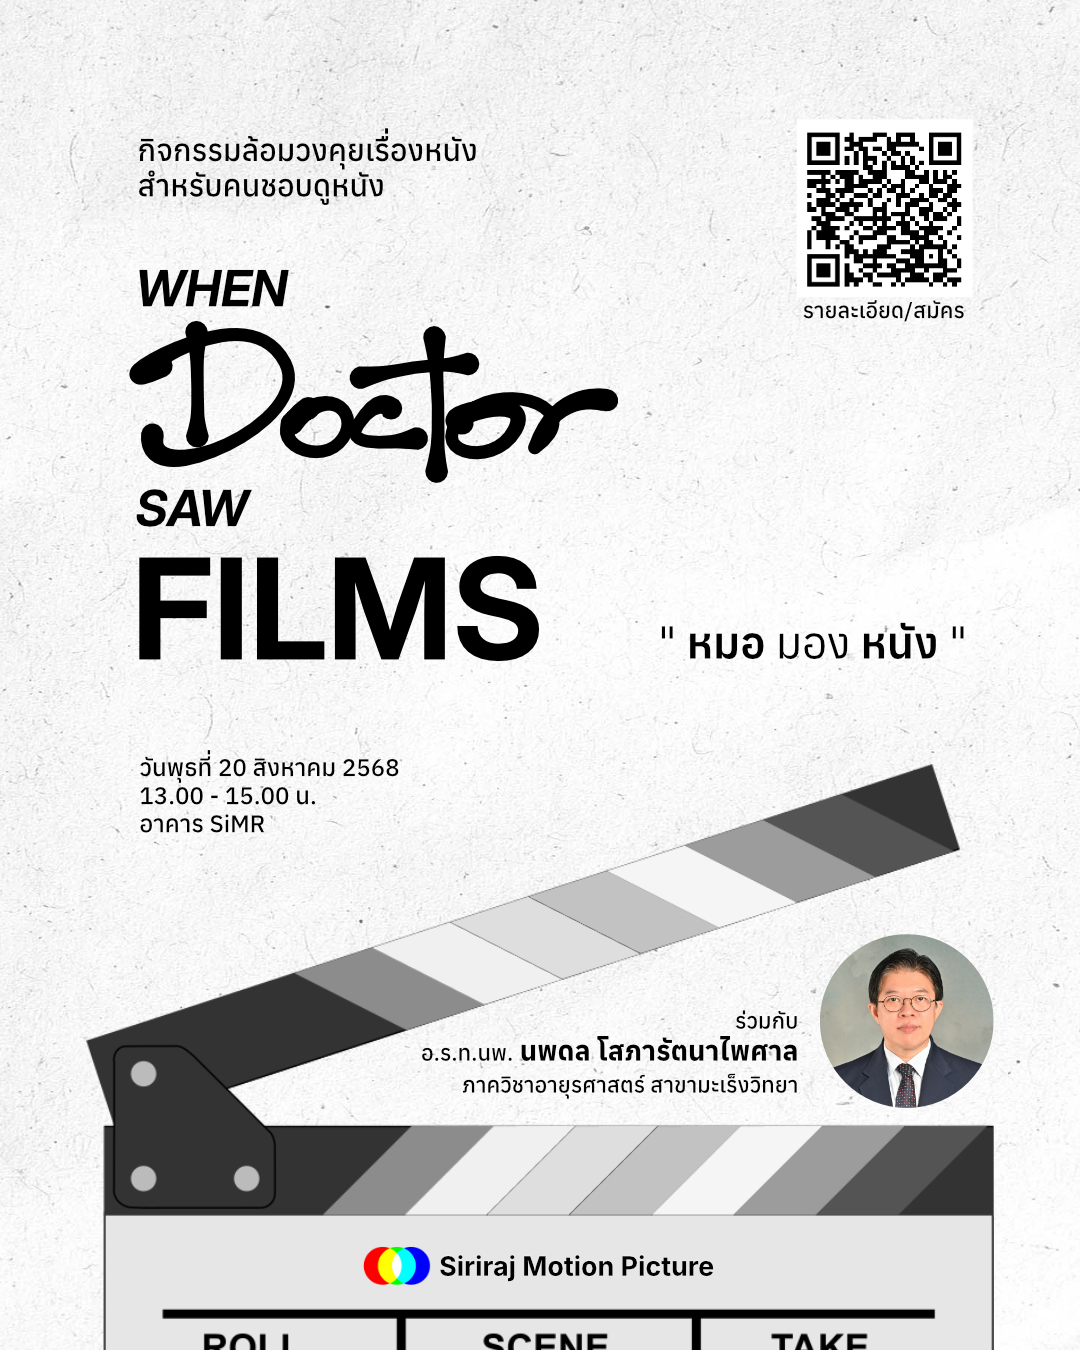 กิจกรรมล้อมวงคุยเรื่องหนัง
สำหรับคนชอบดูหนัง
รายละเอียด/สมัคร
WHEN
Doctor
SAW
FILMS
" หมอ มอง หนัง "
วันพุธที่ 20 สิงหาคม 2568
13.00 - 15.00 น.
อาคาร SiMR
ร่วมกับ
อ.ร.ท.นพ. นพดล โสภารัตนาไพศาล
ภาควิชาอายุรศาสตร์ สาขามะเร็งวิทยา
Siriraj Motion Picture
ROLL SCENE TAKE